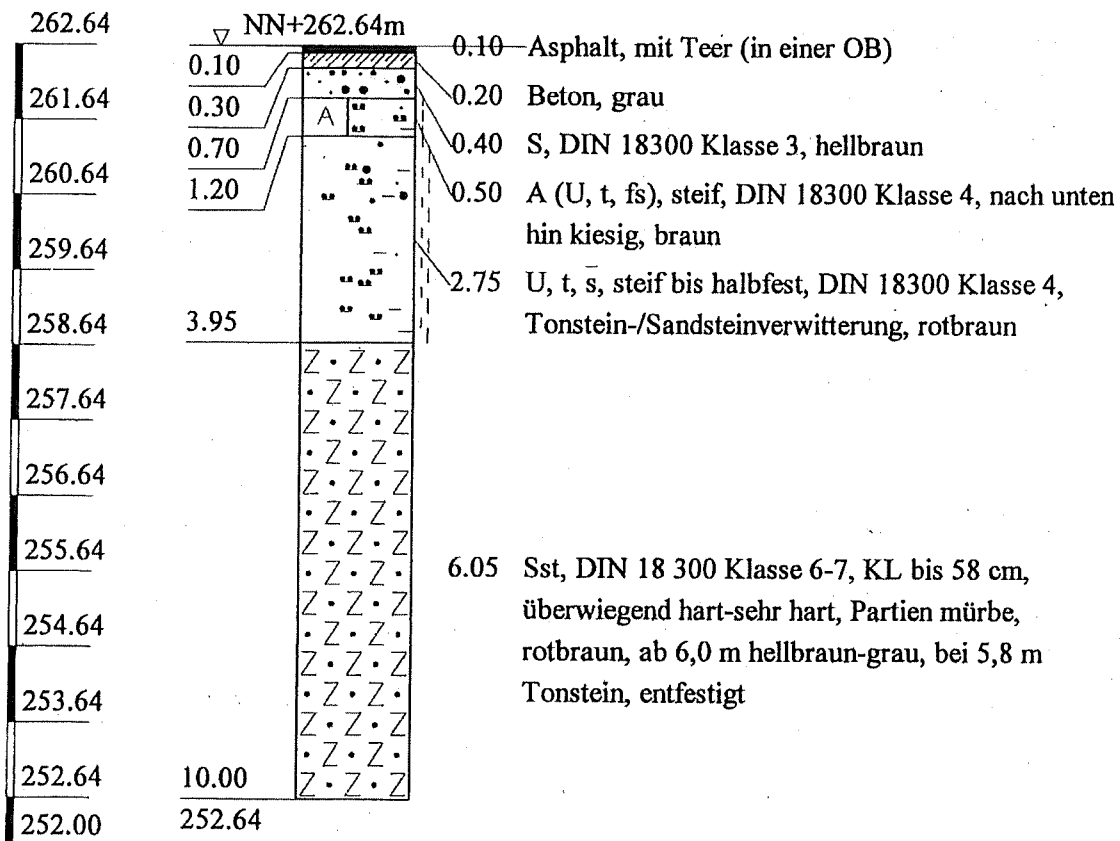 262.64
NN+262.64m
0.10 Asphalt, mit Teer (in einer OB)
0.10
0.20 Beton, grau
261.64
0.30
0.40 S, DIN 18300 Klasse 3, hellbraun
A
0.70
260.64
1.20
0.50 A (U, t, fs), steif, DIN 18300 Klasse 4, nach unten
hin kiesig, braun
259.64
2.75 U, t, s̅, steif bis halbfest, DIN 18300 Klasse 4,
Tonstein-/Sandsteinverwitterung, rotbraun
258.64
3.95
Z • Z • Z
• Z • Z •
257.64
Z • Z • Z
• Z • Z •
256.64
Z • Z • Z
• Z • Z •
255.64
Z • Z • Z
6.05 Sst, DIN 18 300 Klasse 6-7, KL bis 58 cm,
• Z • Z •
überwiegend hart-sehr hart, Partien mürbe,
Z • Z • Z
254.64
• Z • Z •
rotbraun, ab 6,0 m hellbraun-grau, bei 5,8 m
Z • Z • Z
Tonstein, entfestigt
• Z • Z •
253.64
Z • Z • Z
• Z • Z •
252.64
10.00
Z • Z • Z
252.00
252.64